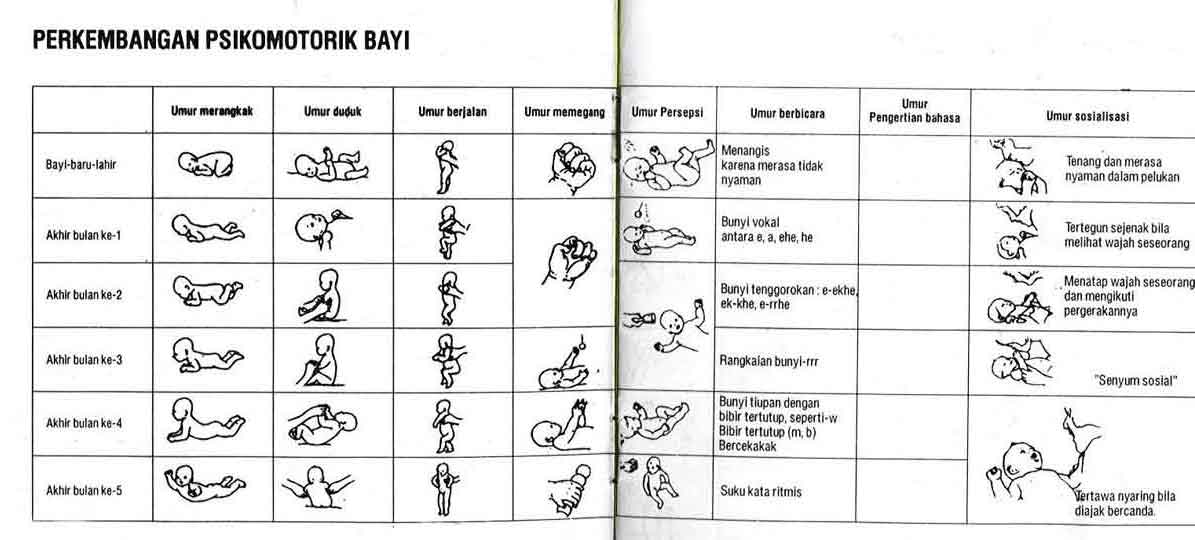 PERKEMBANGAN PSIKOMOTORIK BAYI
Umur merangkak
Umur duduk
Umur berjalan
Umur memegang
Umur Persepsi
Umur berbicara
Umur
Pengertian bahasa
Umur sosialisasi
Bayi-baru-lahir
Menangis
karena merasa tidak
nyaman
Tenang dan merasa
nyaman dalam pelukan
Akhir bulan ke-1
Bunyi vokal
antara e, a, ehe, he
Tertegun sejenak bila
melihat wajah seseorang
Akhir bulan ke-2
Bunyi tenggorokan : e-ekhe,
ek-khe, e-rrhe
Menatap wajah seseorang
dan mengikuti
pergerakannya
Akhir bulan ke-3
Rangkaian bunyi-rrr
"Senyum sosial"
Akhir bulan ke-4
Bunyi tiupan dengan
bibir tertutup, seperti-w
Bibir tertutup (m, b)
Bercekakak
Akhir bulan ke-5
Suku kata ritmis
Tertawa nyaring bila
diajak bercanda.